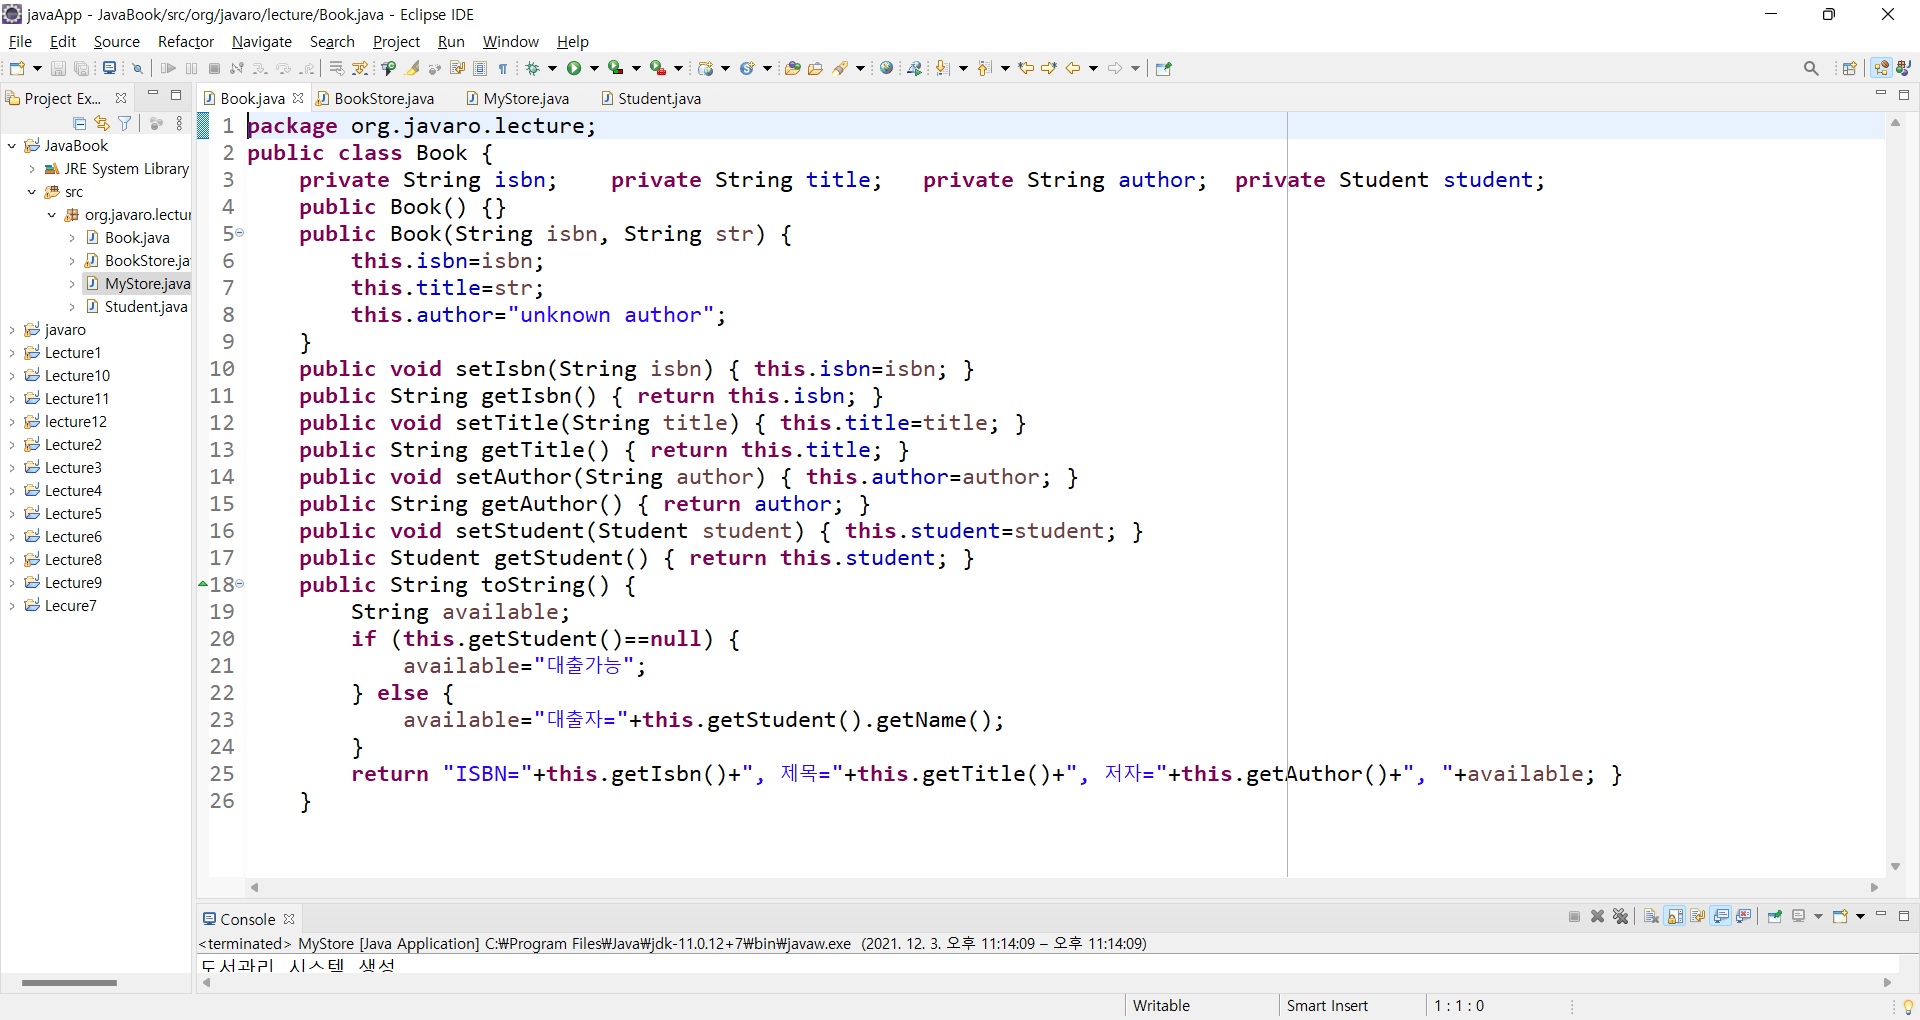 javaApp - JavaBook/src/org/javaro/lecture/Book.java - Eclipse IDE
File Edit Source Refactor Navigate Search Project Run Window Help
Project Ex...
Book.java BookStore.java MyStore.java Student.java
JavaBook
JRE System Library
src
org.javaro.lectur
Book.java
BookStore.ja
MyStore.java
Student.java
javaro
Lecture1
Lecture10
Lecture11
lecture12
Lecture2
Lecture3
Lecture4
Lecture5
Lecture6
Lecture8
Lecture9
Lecure7
1 package org.javaro.lecture;
2 public class Book {
3 private String isbn; private String title; private String author; private Student student;
4 public Book() {}
5 public Book(String isbn, String str) {
6 this.isbn=isbn;
7 this.title=str;
8 this.author="unknown author";
9 }
10 public void setIsbn(String isbn) { this.isbn=isbn; }
11 public String getIsbn() { return this.isbn; }
12 public void setTitle(String title) { this.title=title; }
13 public String getTitle() { return this.title; }
14 public void setAuthor(String author) { this.author=author; }
15 public String getAuthor() { return author; }
16 public void setStudent(Student student) { this.student=student; }
17 public Student getStudent() { return this.student; }
18 public String toString() {
19 String available;
20 if (this.getStudent()==null) {
21 available="대출가능";
22 } else {
23 available="대출자="+this.getStudent().getName();
24 }
25 return "ISBN="+this.getIsbn()+", 제목="+this.getTitle()+", 저자="+this.getAuthor()+", "+available; }
26 }
Console
<terminated> MyStore [Java Application] C:₩Program Files₩Java₩jdk-11.0.12+7₩bin₩javaw.exe (2021. 12. 3. 오후 11:14:09 – 오후 11:14:09)
도서관리 시스템 생성
Writable Smart Insert 1 : 1 : 0